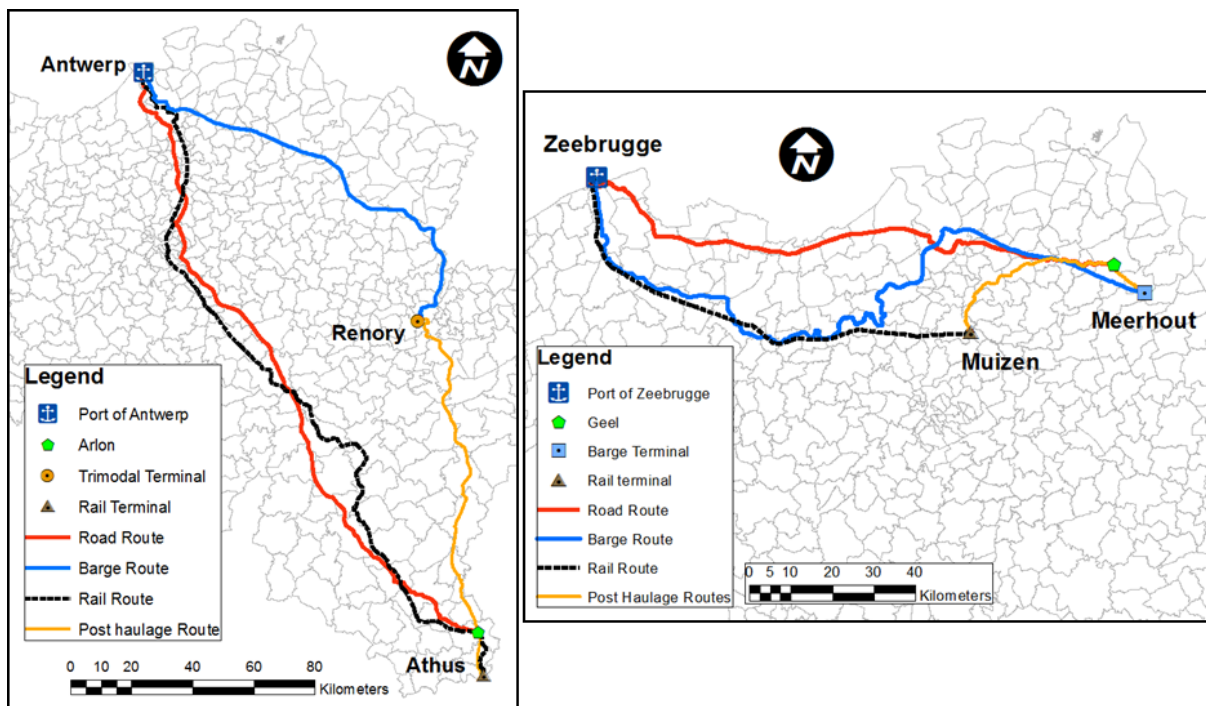 Antwerp
N
Renory
Legend
Port of Antwerp
Arlon
Trimodal Terminal
Rail Terminal
Road Route
Barge Route
Rail Route
Post haulage Route
Athus
0 10 20 40 60 80
Kilometers
Zeebrugge
N
Meerhout
Muizen
Legend
Port of Zeebrugge
Geel
Barge Terminal
Rail terminal
Road Route
Barge Route
Rail Route
Post Haulage Routes
0 5 10 20 30 40
Kilometers